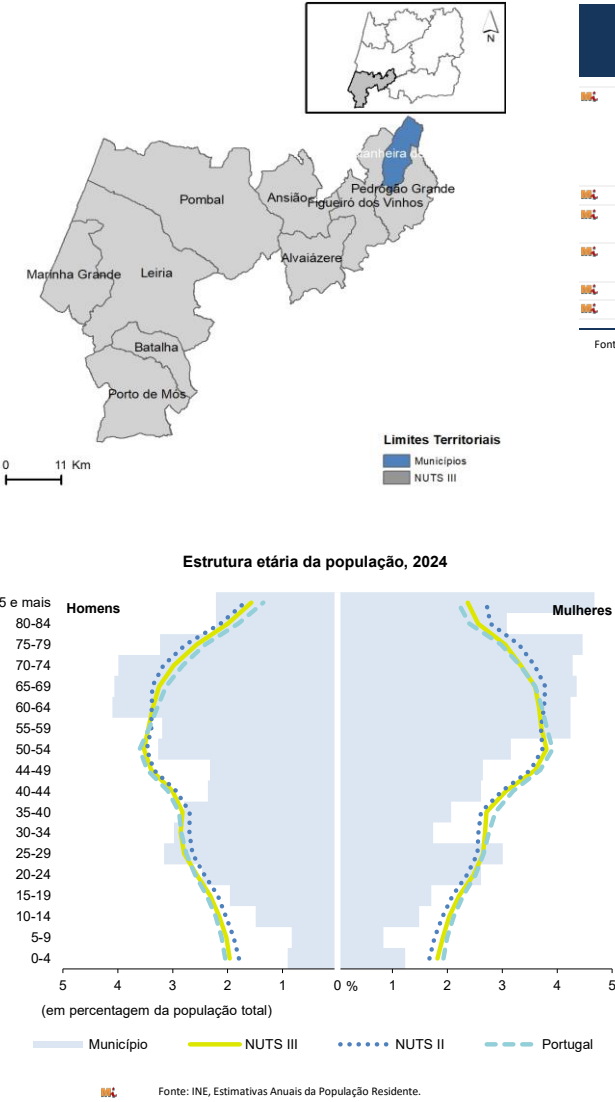 N
anheira d
Pedrógão Grande
Pombal
Ansião
Figueiró dos Vinhos
Alvaiázere
Marinha Grande
Leiria
Batalha
Porto de Mós
Limites Territoriais
0 11 Km
Municípios
NUTS III
Font
Estrutura etária da população, 2024
5 e mais
Homens
Mulheres
80-84
75-79
70-74
65-69
60-64
55-59
50-54
44-49
40-44
35-40
30-34
25-29
20-24
15-19
10-14
5-9
0-4
5 4 3 2 1 0 % 1 2 3 4 5
(em percentagem da população total)
Município NUTS III NUTS II Portugal
Fonte: INE, Estimativas Anuais da População Residente.